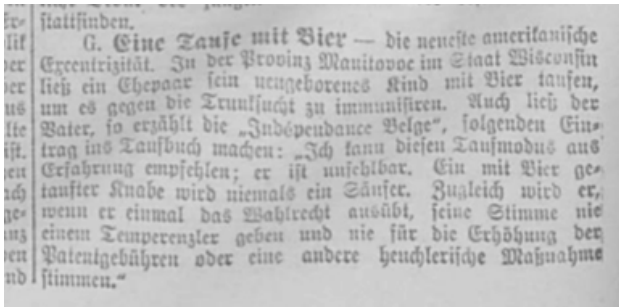 stattfinden.
G. Eine Taufe mit Bier — die neueste amerikanische
Excentrizität. In der Provinz Manitovoc im Staat Wisconsin
ließ ein Ehepaar sein neugeborenes Kind mit Bier taufen,
um es gegen die Trunksucht zu immunisiren. Auch ließ der
Vater, so erzählt die „Indépendance Belge“, folgenden Ein-
trag ins Taufbuch machen: „Ich kann diesen Taufmodus aus
Erfahrung empfehlen; er ist unfehlbar. Ein mit Bier ge-
taufter Knabe wird niemals ein Säufer. Zugleich wird er,
wenn er einmal das Wahlrecht ausübt, seine Stimme nie
einem Temperenzler geben und nie für die Erhöhung der
Patentgebühren oder eine andere heuchlerische Maßnahme
stimmen.“